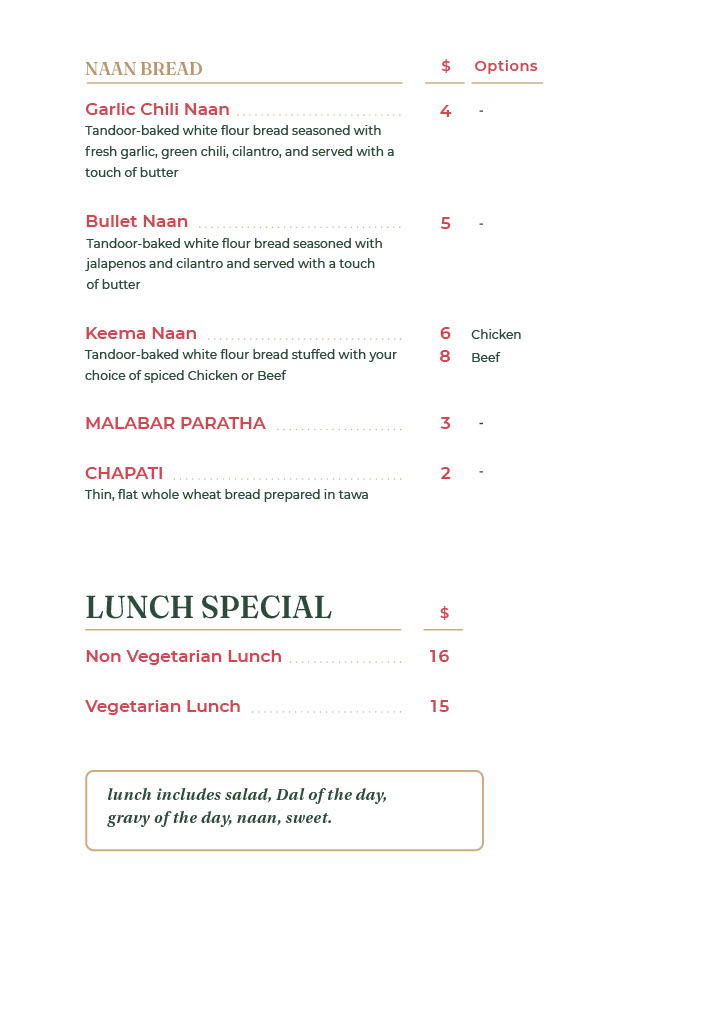 NAAN BREAD $ Options
Garlic Chili Naan 4 -
Tandoor-baked white flour bread seasoned with
fresh garlic, green chili, cilantro, and served with a
touch of butter
Bullet Naan 5 -
Tandoor-baked white flour bread seasoned with
jalapenos and cilantro and served with a touch
of butter
Keema Naan 6 Chicken
8 Beef
Tandoor-baked white flour bread stuffed with your
choice of spiced Chicken or Beef
MALABAR PARATHA 3 -
CHAPATI 2 -
Thin, flat whole wheat bread prepared in tawa
LUNCH SPECIAL $
Non Vegetarian Lunch 16
Vegetarian Lunch 15
lunch includes salad, Dal of the day,
gravy of the day, naan, sweet.